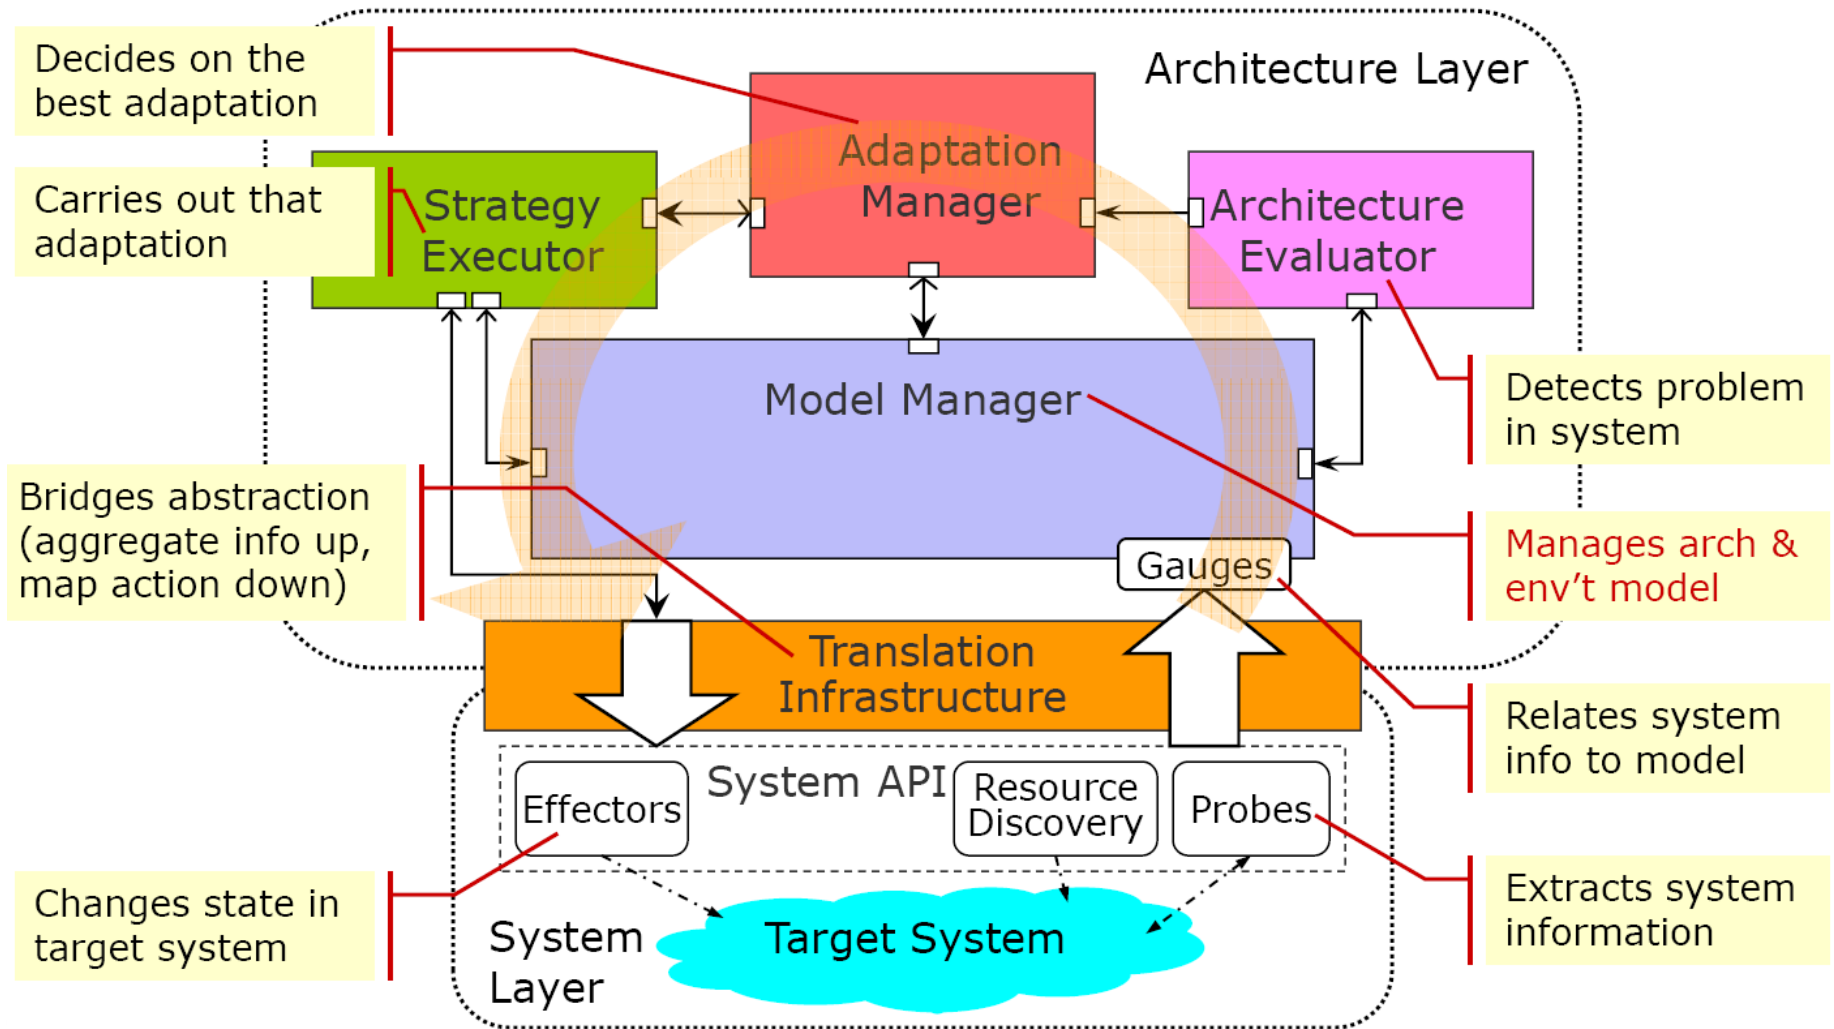 Decides on the
best adaptation
Architecture Layer
Adaptation
Manager
Carries out that
adaptation
Strategy
Executor
Architecture
Evaluator
Model Manager
Detects problem
in system
Bridges abstraction
(aggregate info up,
map action down)
Manages arch &
env't model
Gauges
Translation
Infrastructure
Relates system
info to model
System API
Effectors
Resource
Discovery
Probes
Changes state in
target system
Extracts system
information
System
Layer
Target System